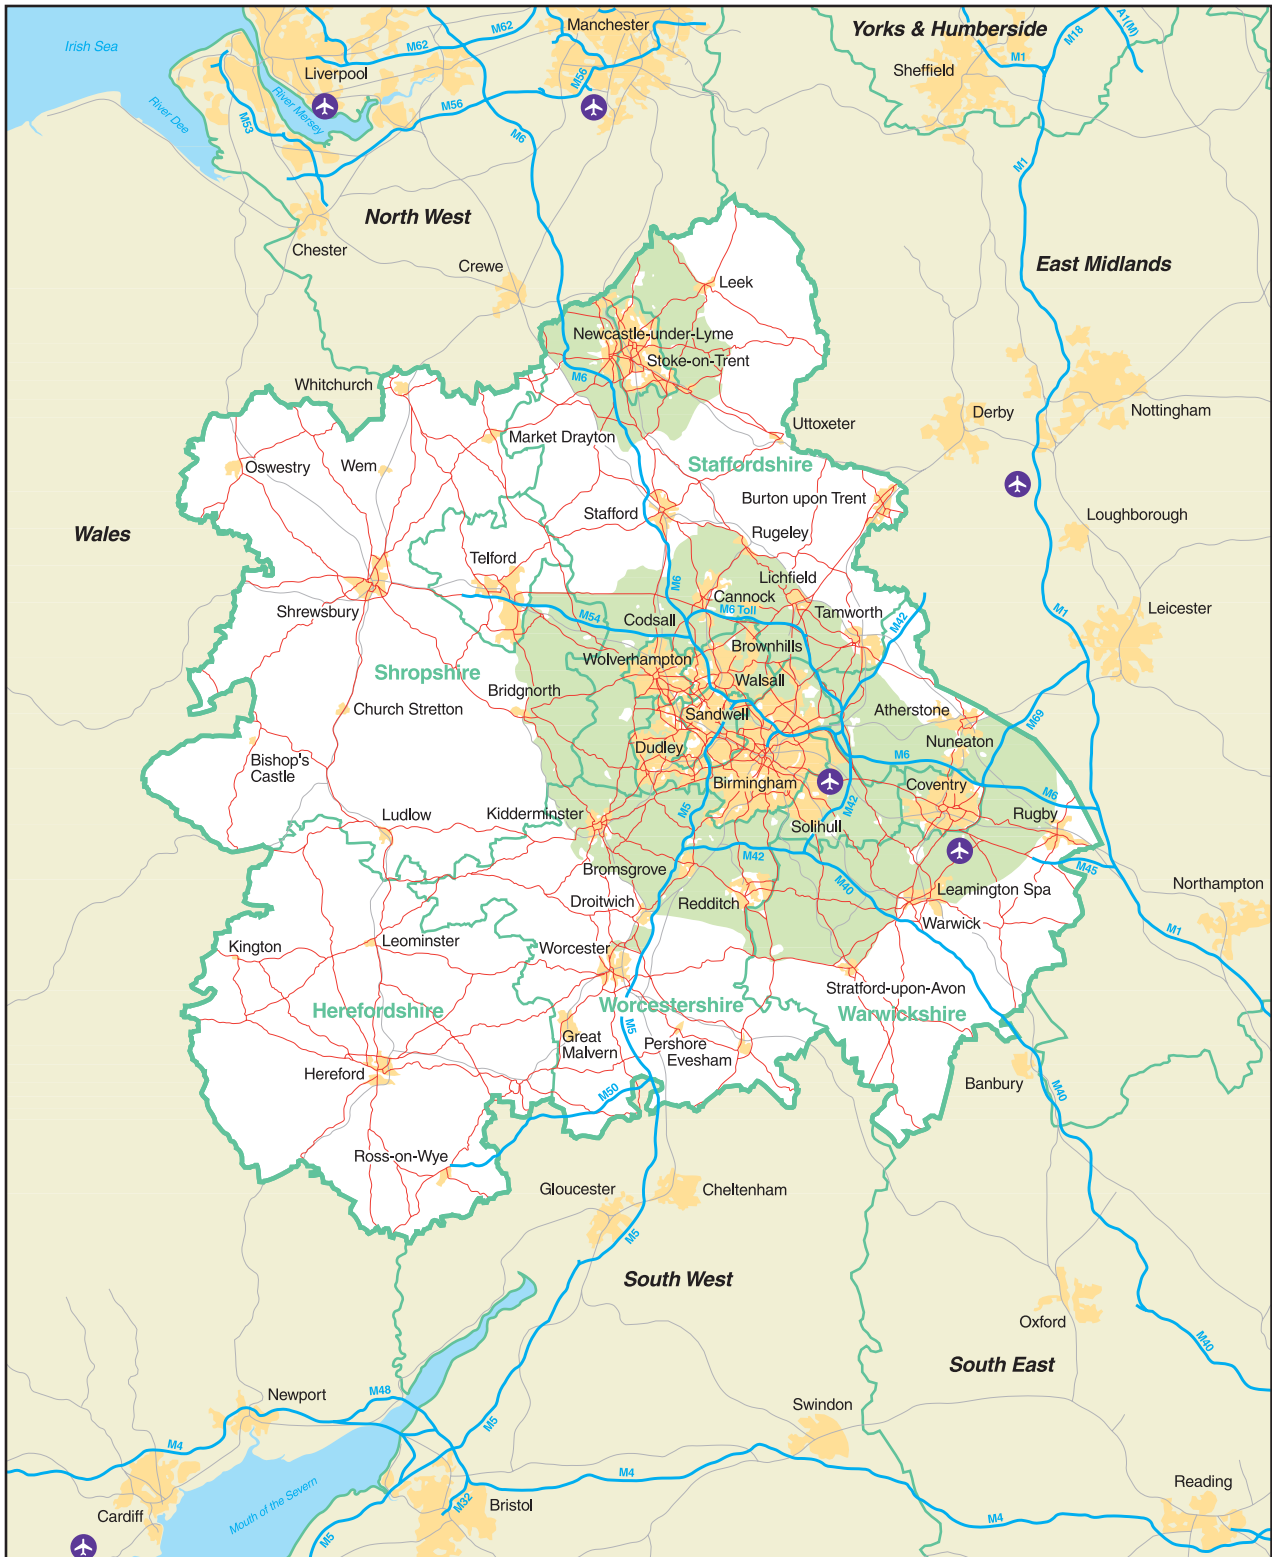 Irish Sea
M62
M62
Manchester
Yorks & Humberside
M18
A1(M)
M1
Liverpool
M56
Sheffield
River Dee
River Mersey
M53
M56
M6
M1
North West
Chester
Crewe
East Midlands
Leek
Newcastle-under-Lyme
Stoke-on-Trent
M6
Whitchurch
Derby
Nottingham
Uttoxeter
Market Drayton
Oswestry
Wem
Staffordshire
Burton upon Trent
Stafford
Loughborough
Wales
Rugeley
Telford
Lichfield
M6
Cannock
Shrewsbury
M54
M6 Toll
Tamworth
M42
M1
Leicester
Codsall
Brownhills
Wolverhampton
Shropshire
Walsall
Bridgnorth
Church Stretton
Sandwell
Atherstone
M69
Dudley
Nuneaton
Bishop's
Castle
M6
Birmingham
Coventry
M6
M42
Kidderminster
M5
Rugby
Ludlow
Solihull
M42
Bromsgrove
M45
M40
Leamington Spa
Northampton
Droitwich
Redditch
Warwick
M1
Kington
Leominster
Worcester
Stratford-upon-Avon
Herefordshire
Worcestershire
Warwickshire
M5
Great
Malvern
Pershore
Evesham
Hereford
Banbury
M50
M40
Ross-on-Wye
Gloucester
Cheltenham
M5
South West
Oxford
M40
South East
Newport
M48
Swindon
M5
M4
M4
Mouth of the Severn
M32
Bristol
Reading
Cardiff
M5
M4